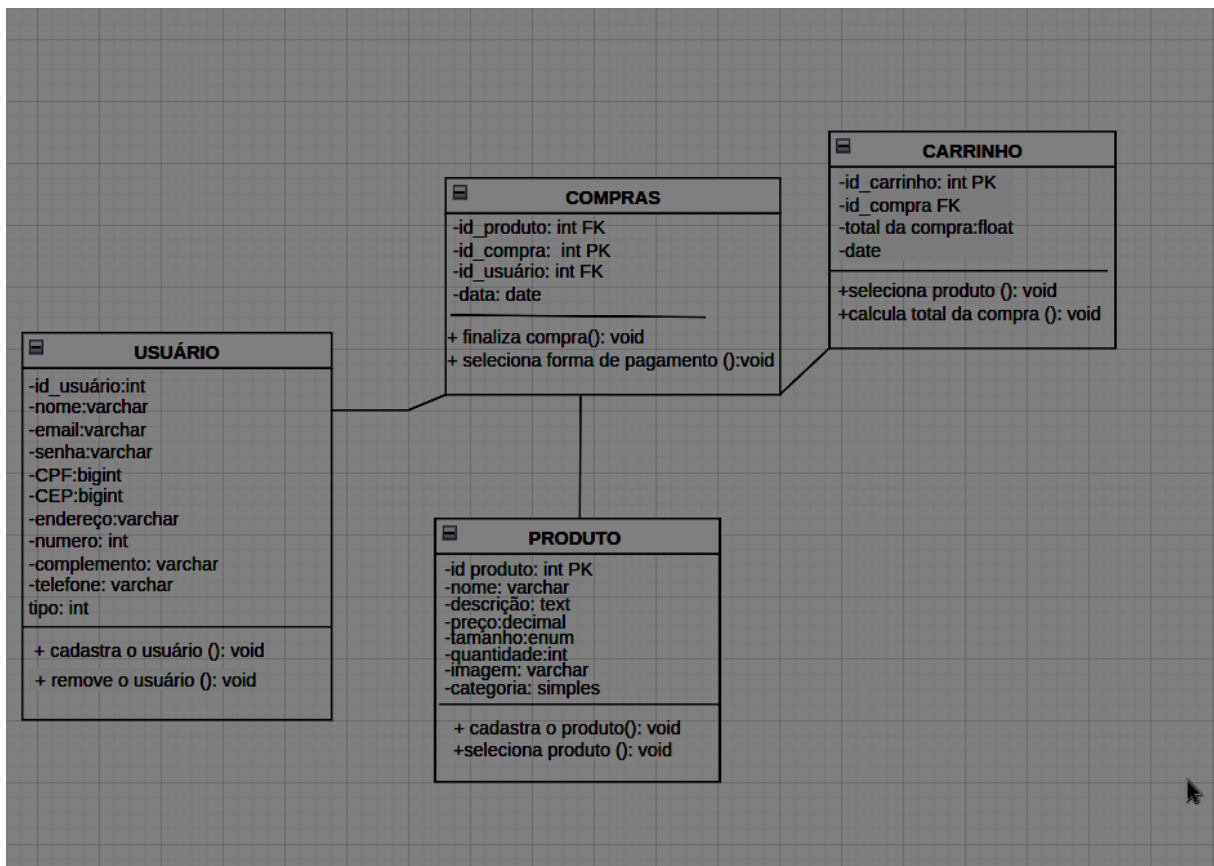 USUÁRIO
-id_usuário:int
-nome:varchar
-email:varchar
-senha:varchar
-CPF:bigint
-CEP:bigint
-endereço:varchar
-numero: int
-complemento: varchar
-telefone: varchar
tipo: int
+ cadastra o usuário (): void
+ remove o usuário (): void
COMPRAS
-id_produto: int FK
-id_compra: int PK
-id_usuário: int FK
-data: date
+ finaliza compra(): void
+ seleciona forma de pagamento ():void
CARRINHO
-id_carrinho: int PK
-id_compra FK
-total da compra:float
-date
+seleciona produto (): void
+calcula total da compra (): void
PRODUTO
-id produto: int PK
-nome: varchar
-descrição: text
-preço:decimal
-tamanho:enum
-quantidade:int
-imagem: varchar
-categoria: simples
+ cadastra o produto(): void
+seleciona produto (): void